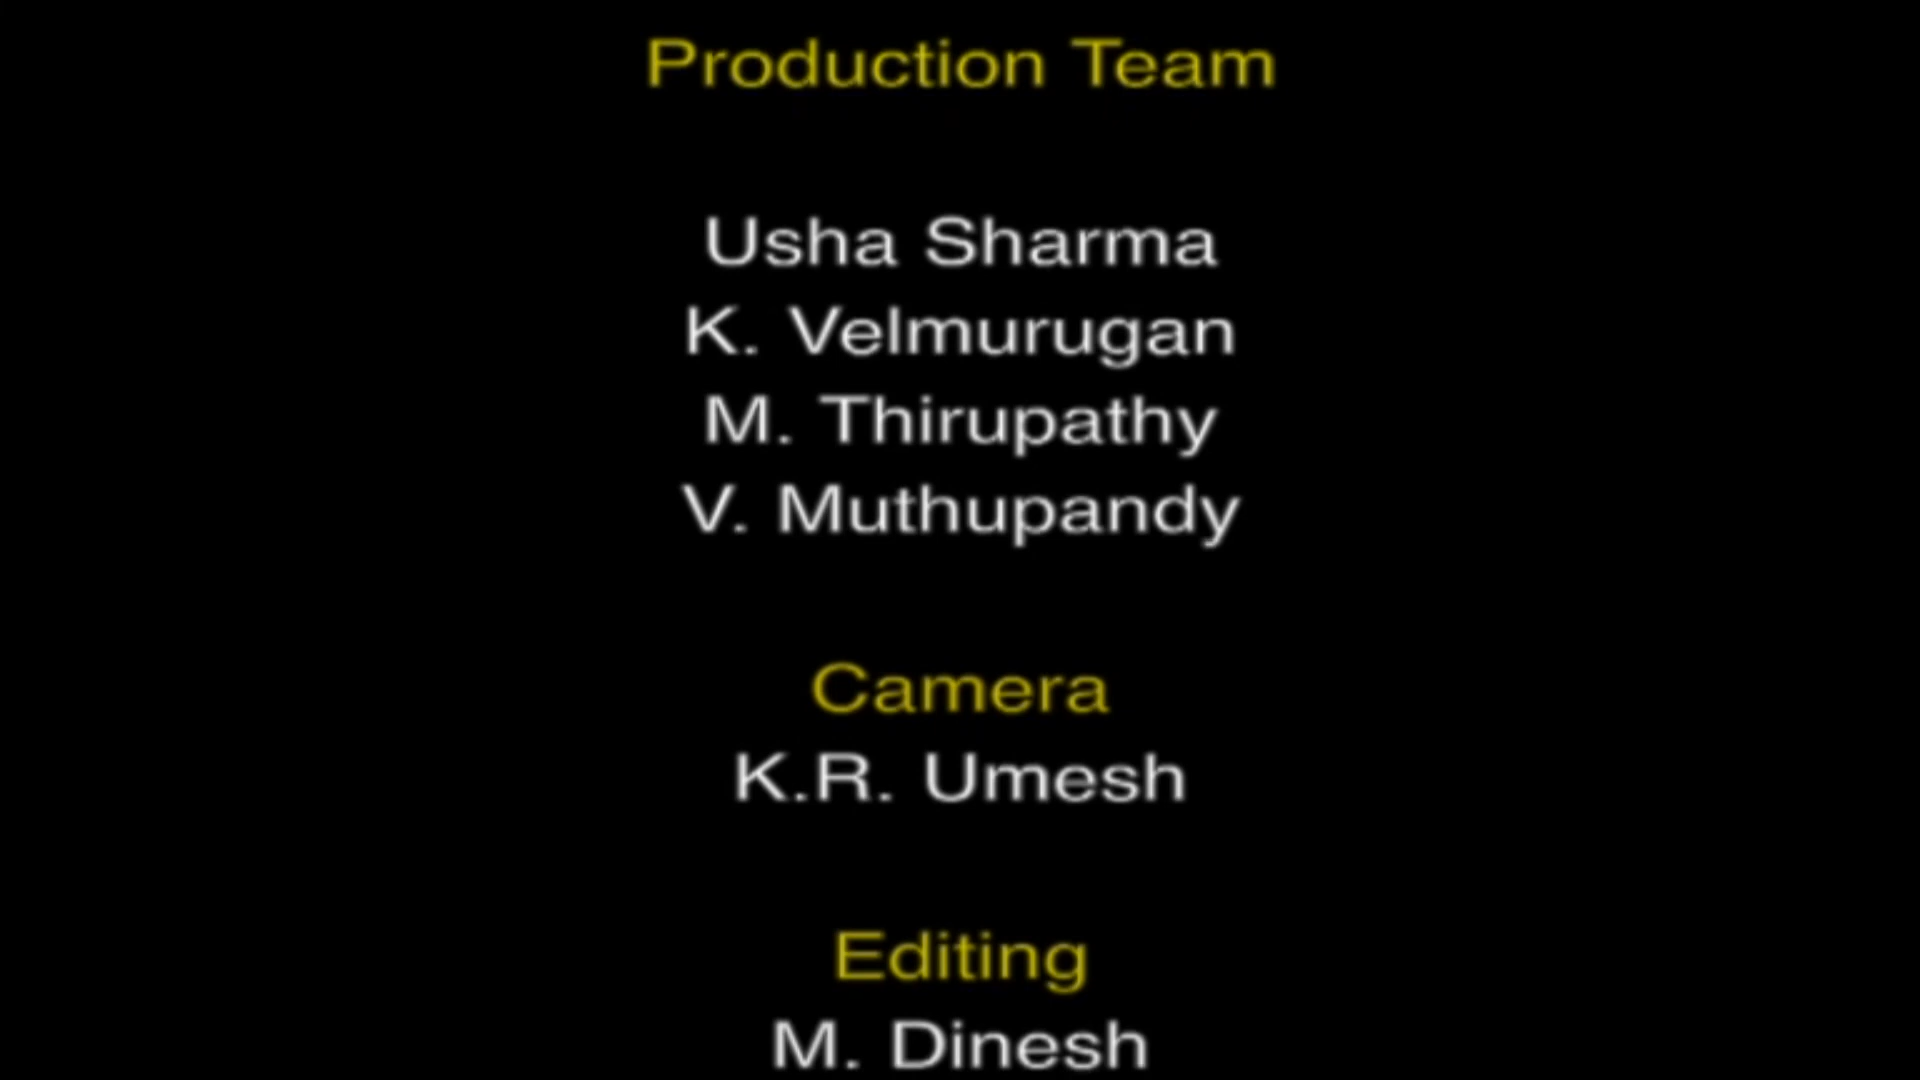 Production Team
Usha Sharma
K. Velmurugan
M. Thirupathy
V. Muthupandy
Camera
K.R. Umesh
Editing
M. Dinesh